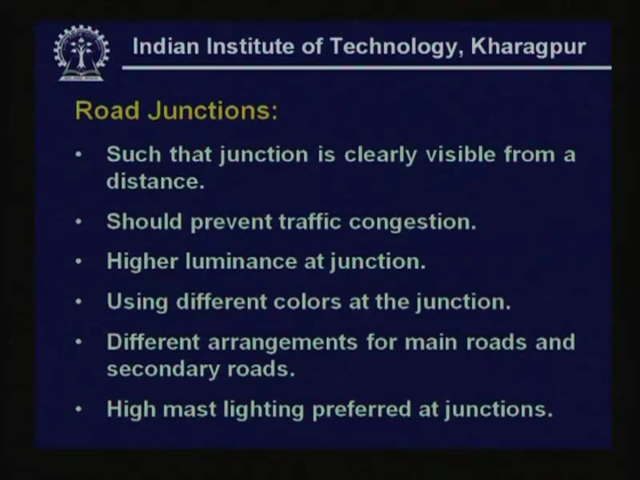 Indian Institute of Technology, Kharagpur
Road Junctions:
• Such that junction is clearly visible from a
distance.
• Should prevent traffic congestion.
• Higher luminance at junction.
• Using different colors at the junction.
• Different arrangements for main roads and
secondary roads.
• High mast lighting preferred at junctions.